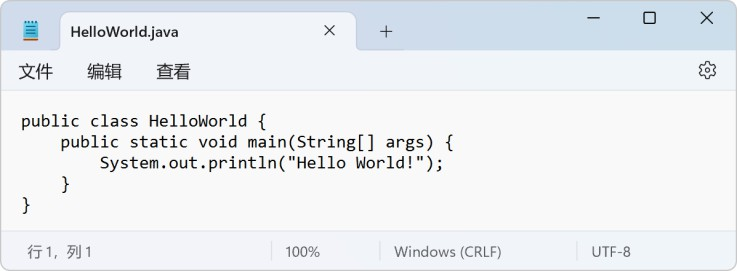 HelloWorld.java
文件 编辑 查看
public class HelloWorld {
    public static void main(String[] args) {
        System.out.println("Hello World!");
    }
}
行 1，列 1 100% Windows (CRLF) UTF-8